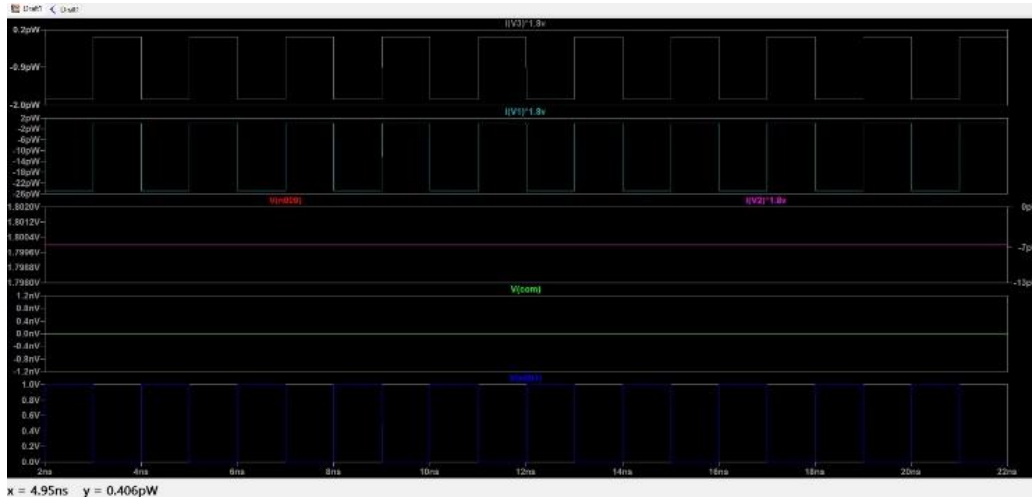 Draft1 Draft1
I(V3)*1.8v
0.2pW
-0.9pW
-2.0pW
I(V1)*1.8v
2pW
-2pW
-6pW
-10pW
-14pW
-18pW
-22pW
-26pW
V(n009) I(V2)*1.8v
1.8020V 0p
1.8012V
1.8004V
1.7996V -7p
1.7988V
1.7980V -13p
V(com)
1.2nV
0.8nV
0.4nV
0.0nV
-0.4nV
-0.8nV
-1.2nV
1.0V
0.8V
0.6V
0.4V
0.2V
0.0V
2ns 4ns 6ns 8ns 10ns 12ns 14ns 16ns 18ns 20ns 22ns
x = 4.95ns y = 0.406pW